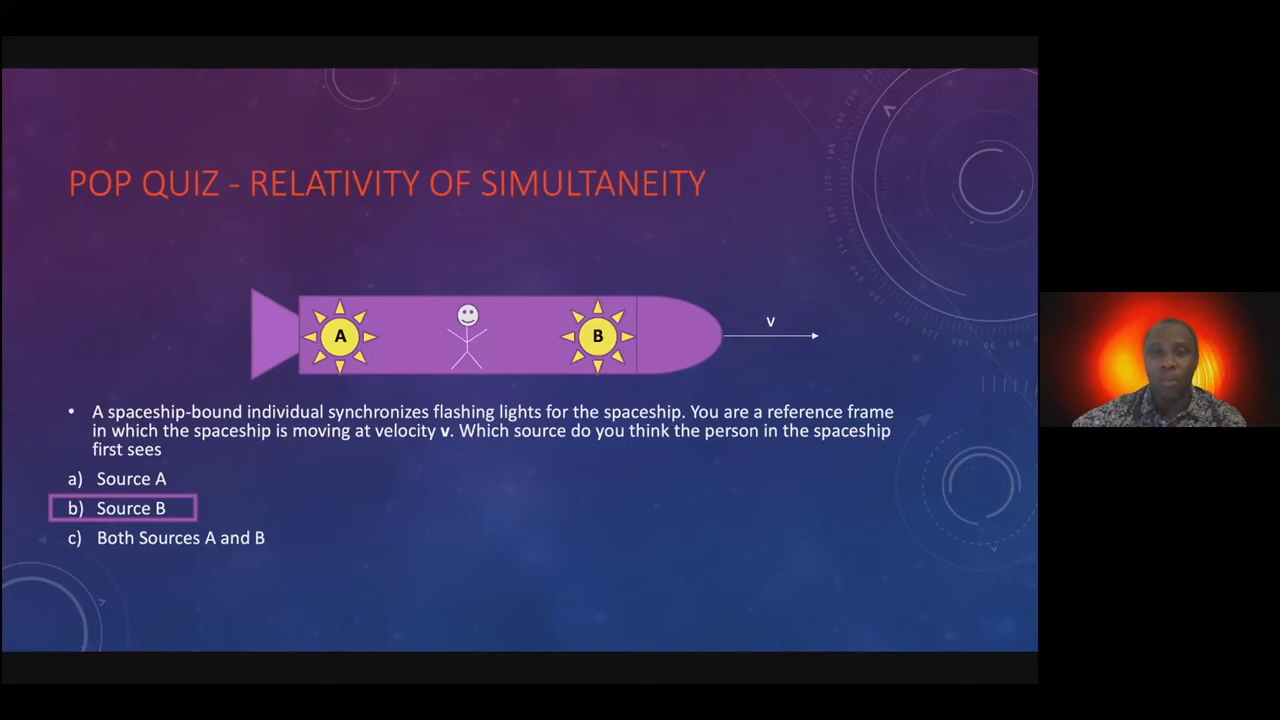 POP QUIZ - RELATIVITY OF SIMULTANEITY
A
B
v
• A spaceship-bound individual synchronizes flashing lights for the spaceship. You are a reference frame
in which the spaceship is moving at velocity v. Which source do you think the person in the spaceship
first sees
a) Source A
b) Source B
c) Both Sources A and B